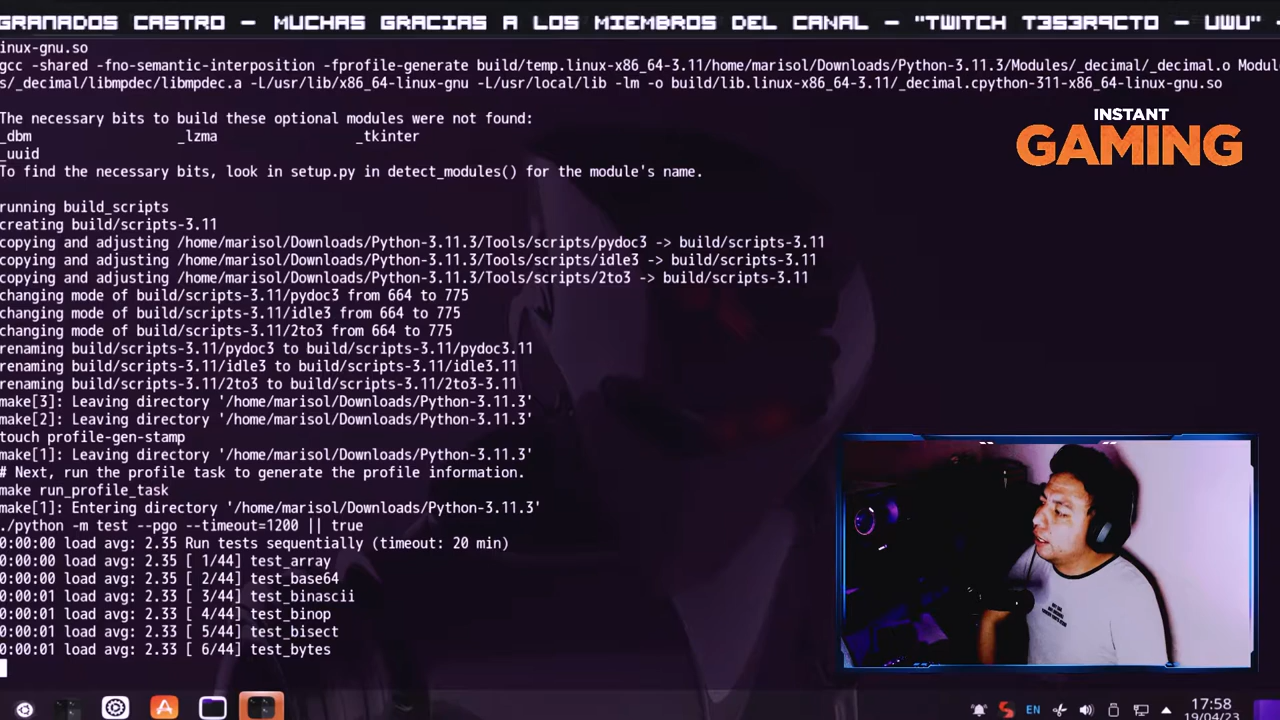 GRANADOS CASTRO - MUCHAS GRACIAS A LOS MIEMBROS DEL CANAL - "TWITCH T3S3R4CTO - UWU" -
inux-gnu.so
gcc -shared -fno-semantic-interposition -fprofile-generate build/temp.linux-x86_64-3.11/home/marisol/Downloads/Python-3.11.3/Modules/_decimal/_decimal.o Modul
s/_decimal/libmpdec/libmpdec.a -L/usr/lib/x86_64-linux-gnu -L/usr/local/lib -lm -o build/lib.linux-x86_64-3.11/_decimal.cpython-311-x86_64-linux-gnu.so
The necessary bits to build these optional modules were not found:
_dbm _lzma _tkinter
_uuid
To find the necessary bits, look in setup.py in detect_modules() for the module's name.
running build_scripts
creating build/scripts-3.11
copying and adjusting /home/marisol/Downloads/Python-3.11.3/Tools/scripts/pydoc3 -> build/scripts-3.11
copying and adjusting /home/marisol/Downloads/Python-3.11.3/Tools/scripts/idle3 -> build/scripts-3.11
copying and adjusting /home/marisol/Downloads/Python-3.11.3/Tools/scripts/2to3 -> build/scripts-3.11
changing mode of build/scripts-3.11/pydoc3 from 664 to 775
changing mode of build/scripts-3.11/idle3 from 664 to 775
changing mode of build/scripts-3.11/2to3 from 664 to 775
renaming build/scripts-3.11/pydoc3 to build/scripts-3.11/pydoc3.11
renaming build/scripts-3.11/idle3 to build/scripts-3.11/idle3.11
renaming build/scripts-3.11/2to3 to build/scripts-3.11/2to3-3.11
make[3]: Leaving directory '/home/marisol/Downloads/Python-3.11.3'
make[2]: Leaving directory '/home/marisol/Downloads/Python-3.11.3'
touch profile-gen-stamp
make[1]: Leaving directory '/home/marisol/Downloads/Python-3.11.3'
# Next, run the profile task to generate the profile information.
make run_profile_task
make[1]: Entering directory '/home/marisol/Downloads/Python-3.11.3'
./python -m test --pgo --timeout=1200 || true
0:00:00 load avg: 2.35 Run tests sequentially (timeout: 20 min)
0:00:00 load avg: 2.35 [ 1/44] test_array
0:00:00 load avg: 2.35 [ 2/44] test_base64
0:00:01 load avg: 2.33 [ 3/44] test_binascii
0:00:01 load avg: 2.33 [ 4/44] test_binop
0:00:01 load avg: 2.33 [ 5/44] test_bisect
0:00:01 load avg: 2.33 [ 6/44] test_bytes
INSTANT
GAMING
EN
17:58
19/04/23